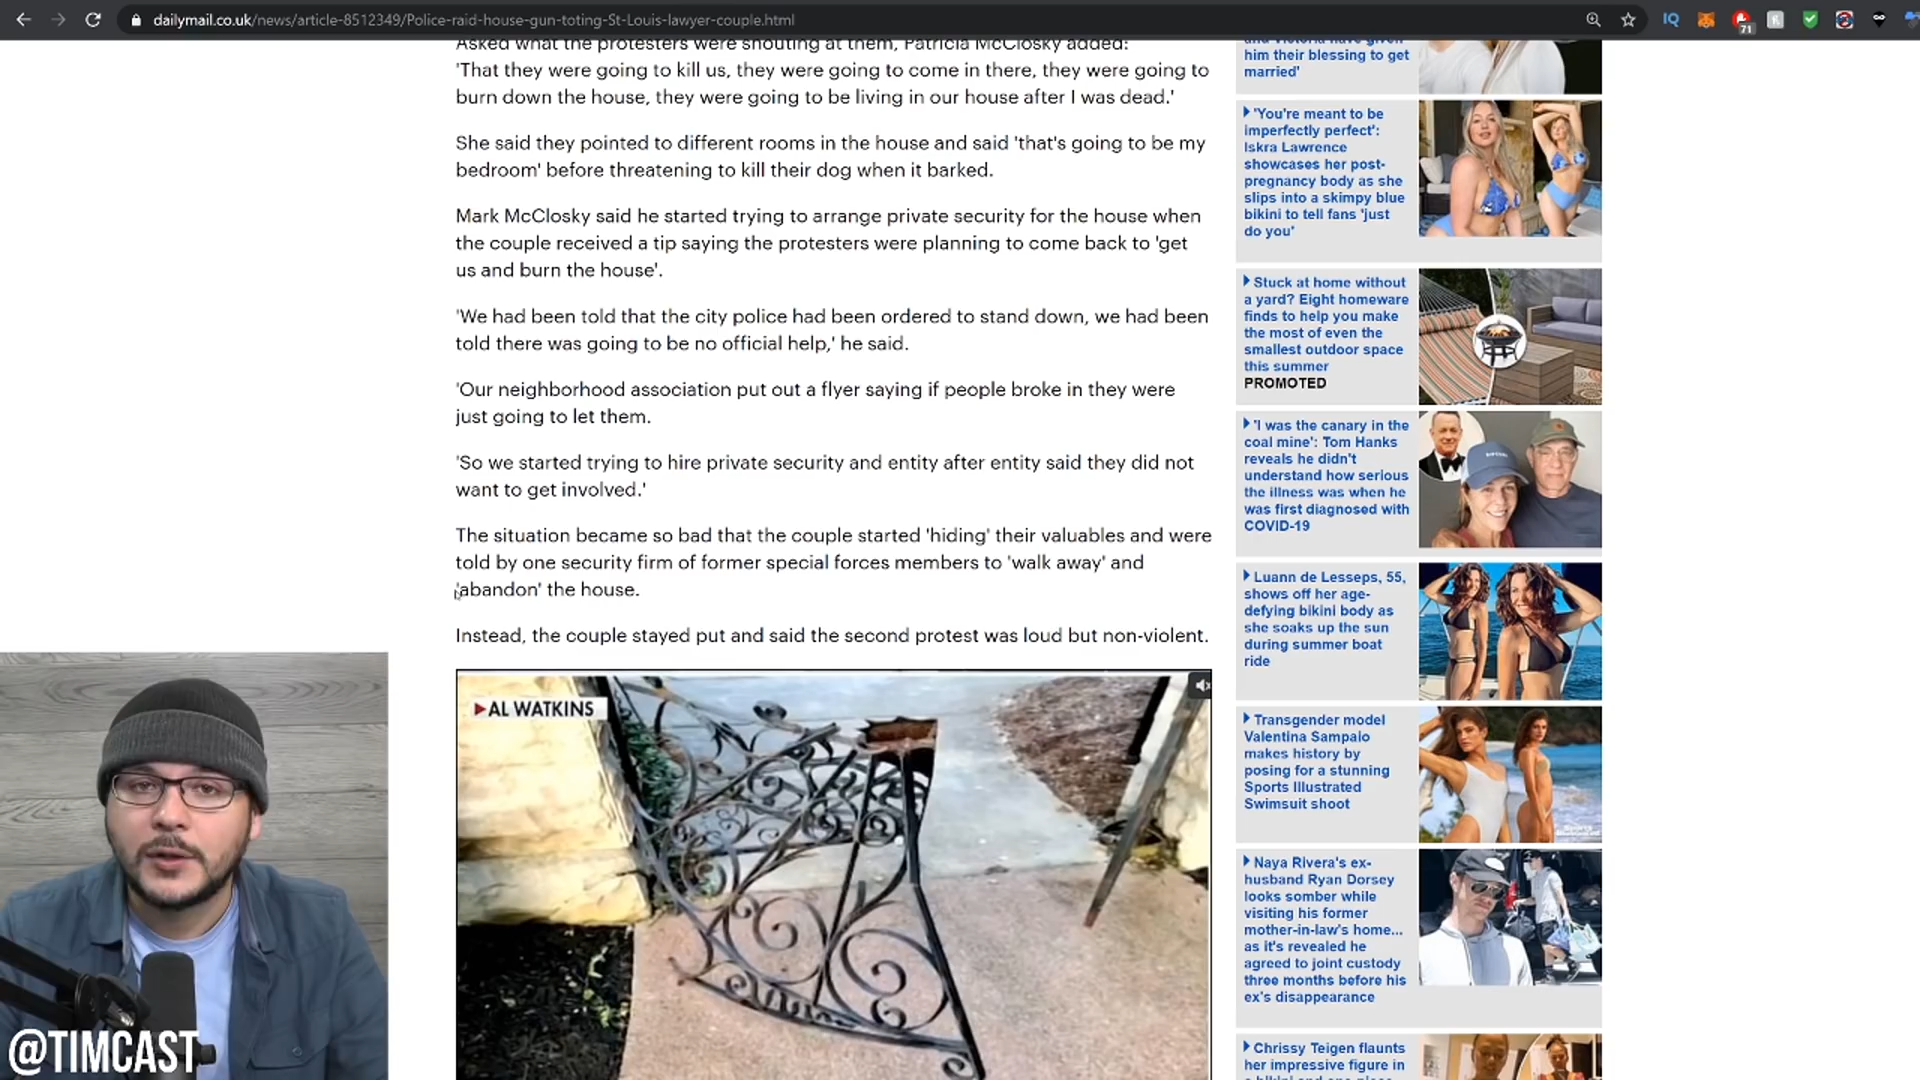 dailymail.co.uk/news/article-8512349/Police-raid-house-gun-toting-St-Louis-lawyer-couple.html
71
Asked what the protesters were shouting at them, Patricia McClosky added:
'That they were going to kill us, they were going to come in there, they were going to
burn down the house, they were going to be living in our house after I was dead.'
She said they pointed to different rooms in the house and said 'that's going to be my
bedroom' before threatening to kill their dog when it barked.
Mark McClosky said he started trying to arrange private security for the house when
the couple received a tip saying the protesters were planning to come back to 'get
us and burn the house'.
'We had been told that the city police had been ordered to stand down, we had been
told there was going to be no official help,' he said.
'Our neighborhood association put out a flyer saying if people broke in they were
just going to let them.
'So we started trying to hire private security and entity after entity said they did not
want to get involved.'
The situation became so bad that the couple started 'hiding' their valuables and were
told by one security firm of former special forces members to 'walk away' and
'abandon' the house.
Instead, the couple stayed put and said the second protest was loud but non-violent.
AL WATKINS
@TIMCAST
and Victoria have given
him their blessing to get
married'
'You're meant to be
imperfectly perfect':
Iskra Lawrence
showcases her post-
pregnancy body as she
slips into a skimpy blue
bikini to tell fans 'just
do you'
Stuck at home without
a yard? Eight homeware
finds to help you make
the most of even the
smallest outdoor space
this summer
PROMOTED
'I was the canary in the
coal mine': Tom Hanks
reveals he didn't
understand how serious
the illness was when he
was first diagnosed with
COVID-19
Luann de Lesseps, 55,
shows off her age-
defying bikini body as
she soaks up the sun
during summer boat
ride
Transgender model
Valentina Sampaio
makes history by
posing for a stunning
Sports Illustrated
Swimsuit shoot
Naya Rivera's ex-
husband Ryan Dorsey
looks somber while
visiting his former
mother-in-law's home...
as it's revealed he
agreed to joint custody
three months before his
ex's disappearance
Chrissy Teigen flaunts
her impressive figure in